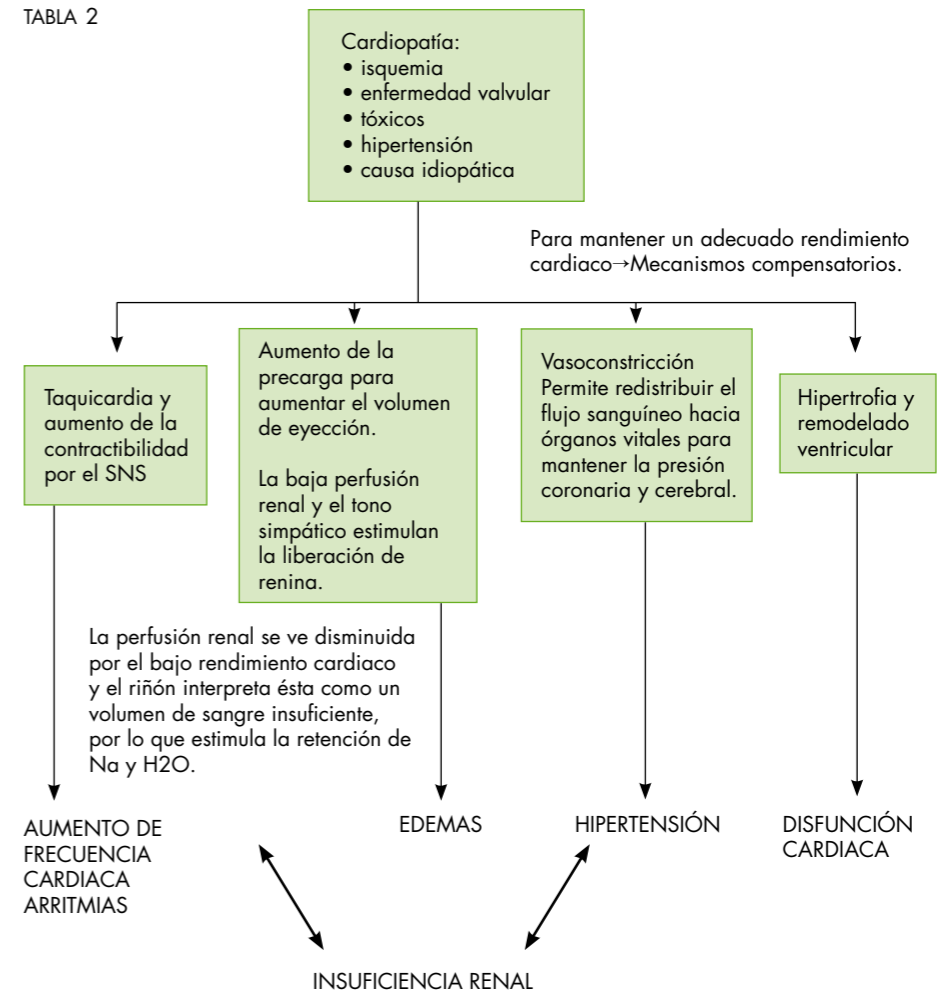 TABLA 2
Cardiopatía:
• isquemia
• enfermedad valvular
• tóxicos
• hipertensión
• causa idiopática
Para mantener un adecuado rendimiento
cardiaco→Mecanismos compensatorios.
Taquicardia y
aumento de la
contractibilidad
por el SNS
Aumento de la
precarga para
aumentar el volumen
de eyección.
La baja perfusión
renal y el tono
simpático estimulan
la liberación de
renina.
Vasoconstricción
Permite redistribuir el
flujo sanguíneo hacia
órganos vitales para
mantener la presión
coronaria y cerebral.
Hipertrofia y
remodelado
ventricular
La perfusión renal se ve disminuida
por el bajo rendimiento cardiaco
y el riñón interpreta ésta como un
volumen de sangre insuficiente,
por lo que estimula la retención de
Na y H2O.
AUMENTO DE
FRECUENCIA
CARDIACA
ARRITMIAS
EDEMAS
HIPERTENSIÓN
DISFUNCIÓN
CARDIACA
INSUFICIENCIA RENAL